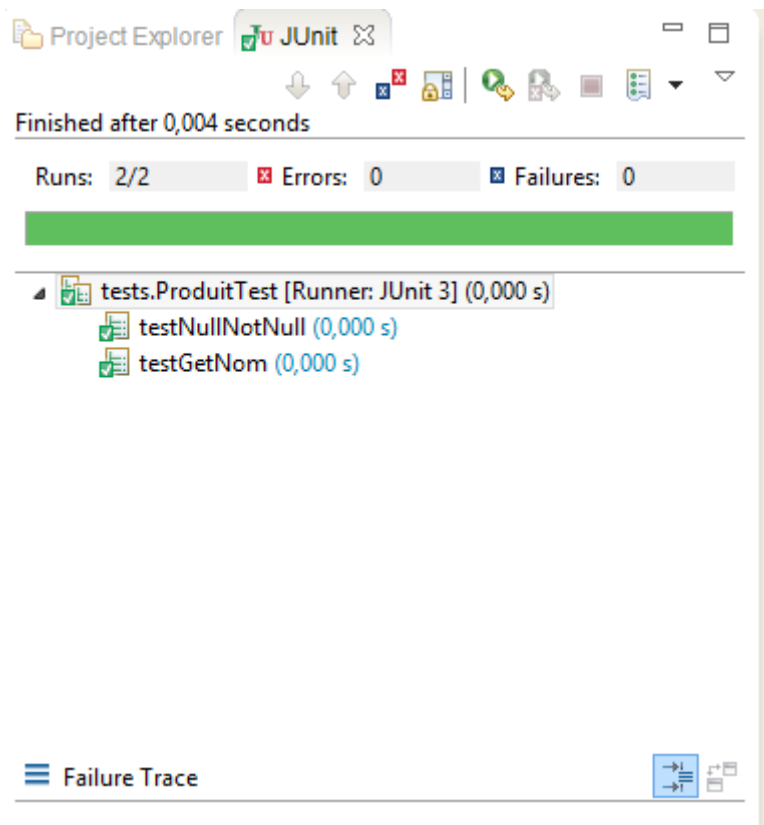 Project Explorer JU JUnit
Finished after 0,004 seconds
Runs: 2/2 Errors: 0 Failures: 0
tests.ProduitTest [Runner: JUnit 3] (0,000 s)
testNullNotNull (0,000 s)
testGetNom (0,000 s)
Failure Trace